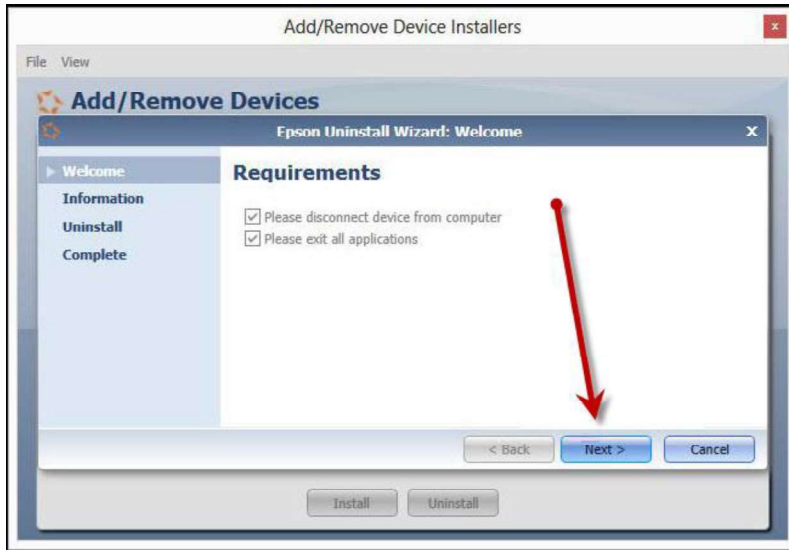 Add/Remove Device Installers
x
File View
Add/Remove Devices
Epson Uninstall Wizard: Welcome
x
Welcome
Information
Uninstall
Complete
Requirements
Please disconnect device from computer
Please exit all applications
< Back Next > Cancel
Install Uninstall